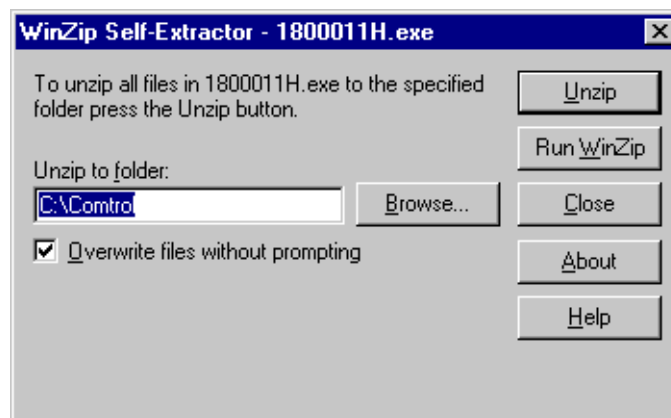 WinZip Self-Extractor - 1800011H.exe
To unzip all files in 1800011H.exe to the specified
folder press the Unzip button.
Unzip to folder:
C:\Comtrol
Browse...
Overwrite files without prompting
Unzip
Run WinZip
Close
About
Help